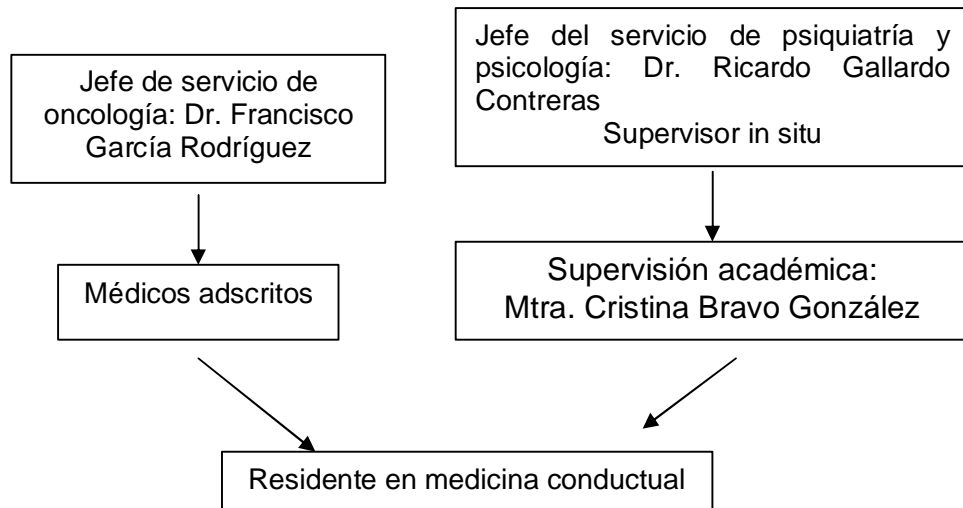 Jefe de servicio de
oncología: Dr. Francisco
García Rodríguez
Jefe del servicio de psiquiatría y
psicología: Dr. Ricardo Gallardo
Contreras
Supervisor in situ
Médicos adscritos
Supervisión académica:
Mtra. Cristina Bravo González
Residente en medicina conductual